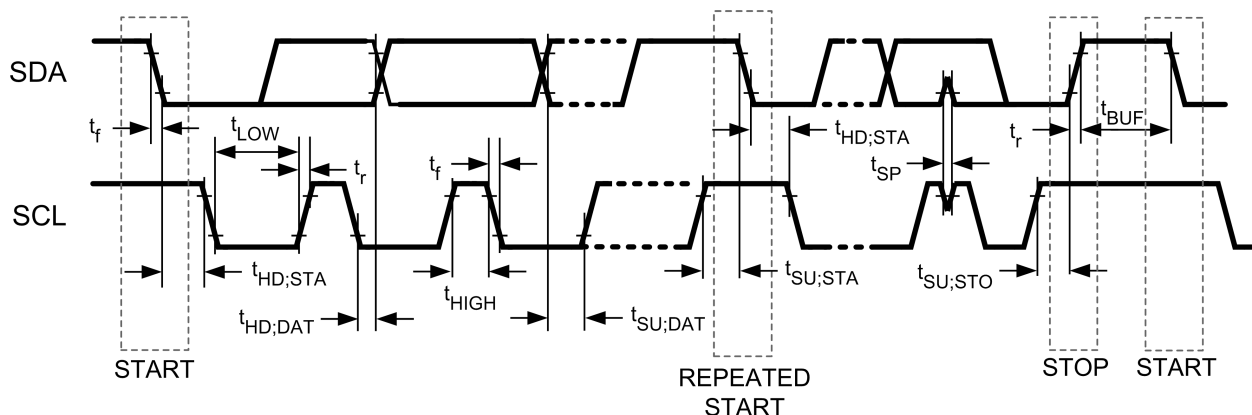 SDA
t_f
t_LOW
t_r
t_f
t_HD;STA
t_SP
t_r
t_BUF
SCL
t_HD;STA
t_HD;DAT
t_HIGH
t_SU;DAT
t_SU;STA
t_SU;STO
START
REPEATED
START
STOP
START